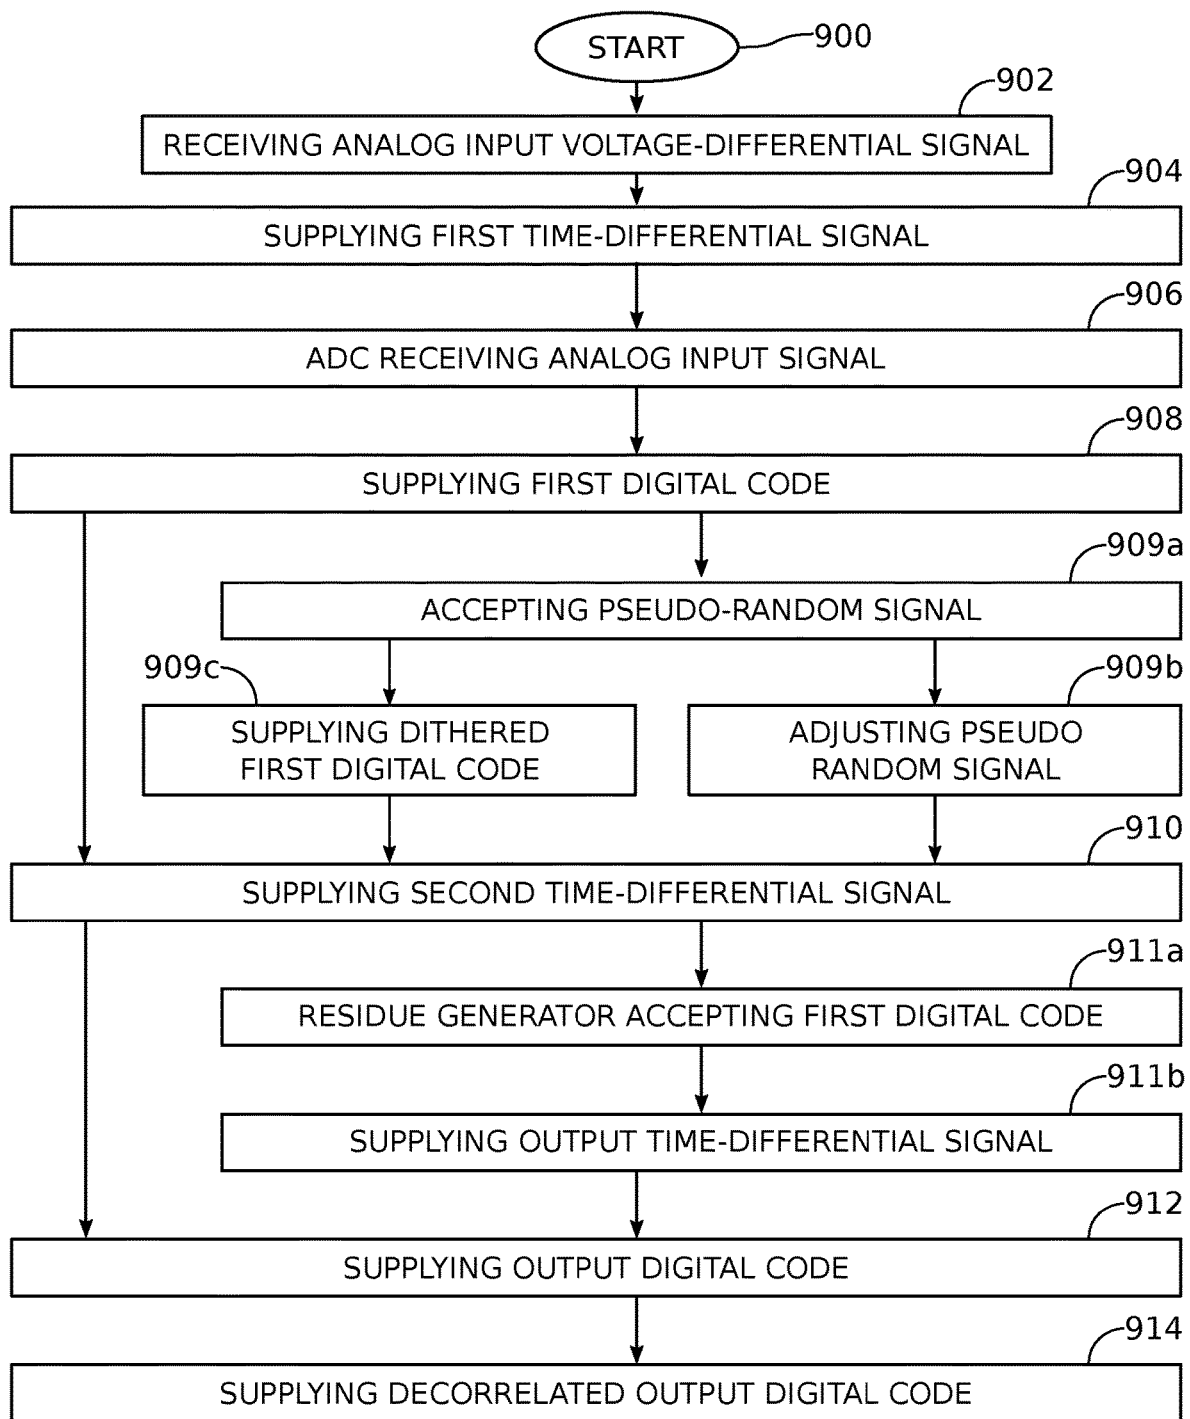 START
900
902
RECEIVING ANALOG INPUT VOLTAGE-DIFFERENTIAL SIGNAL
904
SUPPLYING FIRST TIME-DIFFERENTIAL SIGNAL
906
ADC RECEIVING ANALOG INPUT SIGNAL
908
SUPPLYING FIRST DIGITAL CODE
909a
ACCEPTING PSEUDO-RANDOM SIGNAL
909c
SUPPLYING DITHERED
FIRST DIGITAL CODE
909b
ADJUSTING PSEUDO
RANDOM SIGNAL
910
SUPPLYING SECOND TIME-DIFFERENTIAL SIGNAL
911a
RESIDUE GENERATOR ACCEPTING FIRST DIGITAL CODE
911b
SUPPLYING OUTPUT TIME-DIFFERENTIAL SIGNAL
912
SUPPLYING OUTPUT DIGITAL CODE
914
SUPPLYING DECORRELATED OUTPUT DIGITAL CODE